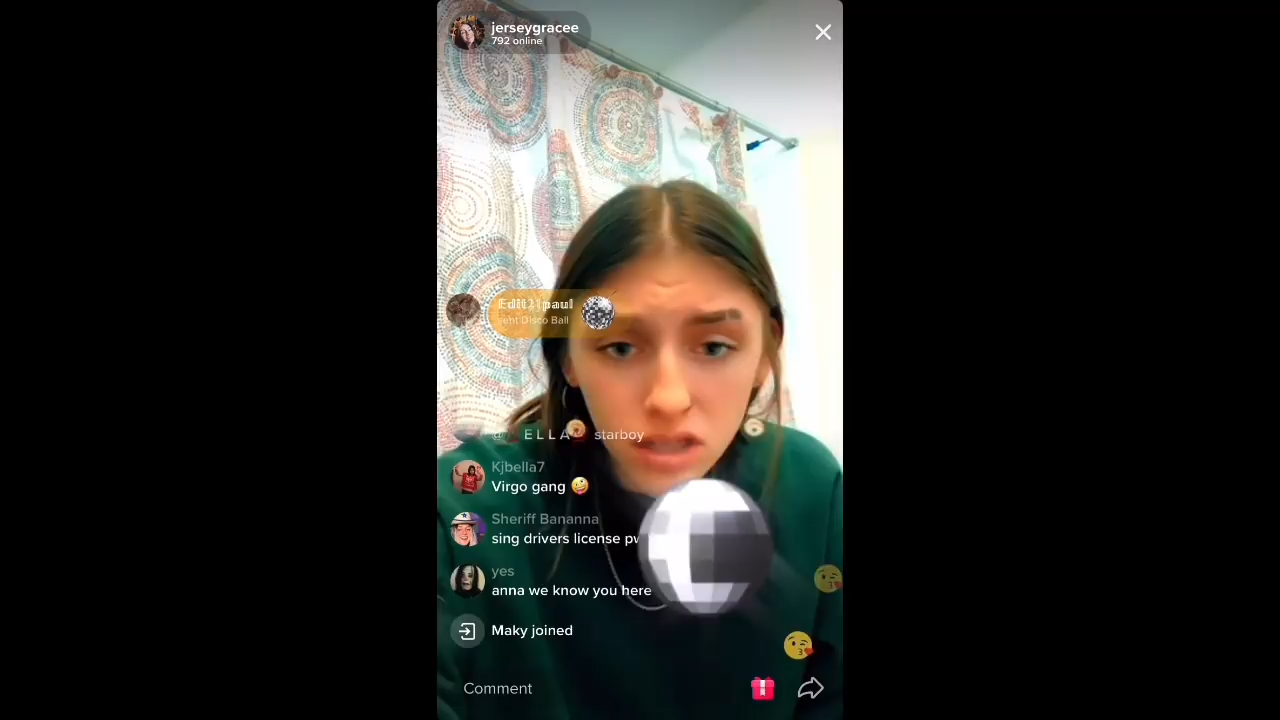 jerseygracee
792 online
sent Disco Ball
E L L A starboy
Kjbella7
Virgo gang 🤪
Sheriff Bananna
sing drivers license
yes
anna we know you here
Maky joined
Comment